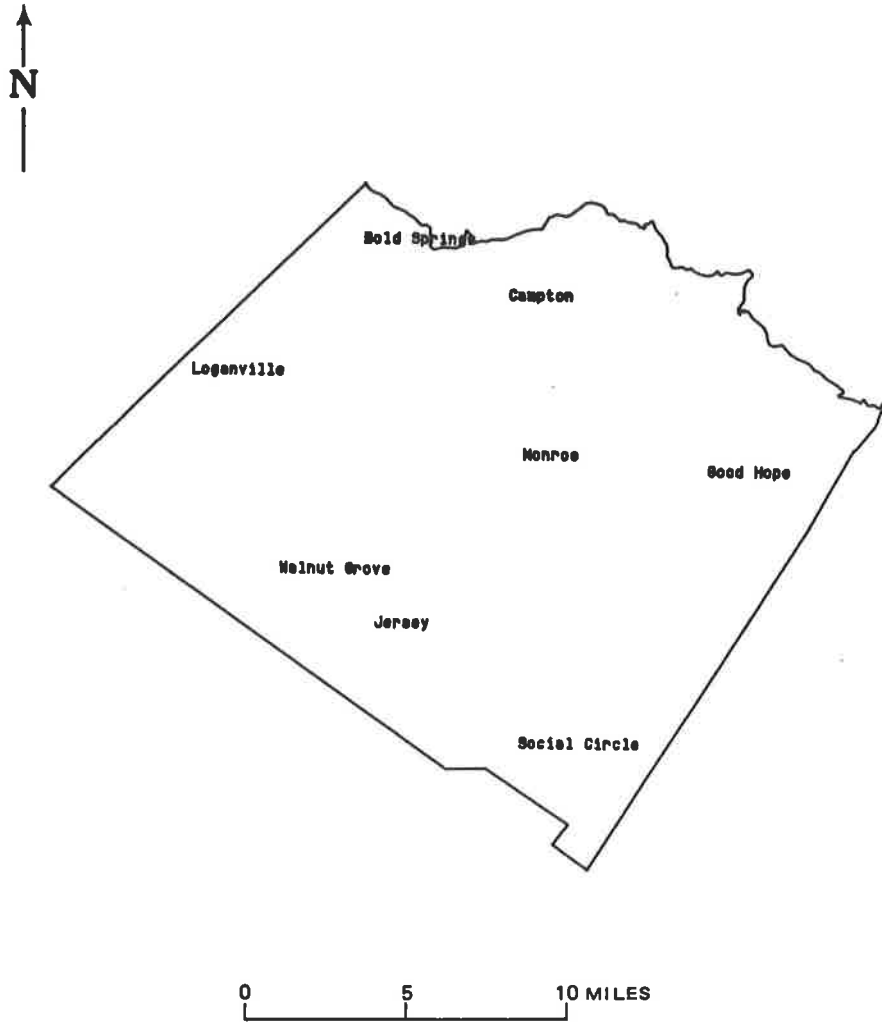 N
Bold Springs
Campton
Loganville
Monroe
Good Hope
Walnut Grove
Jersey
Social Circle
0 5 10 MILES